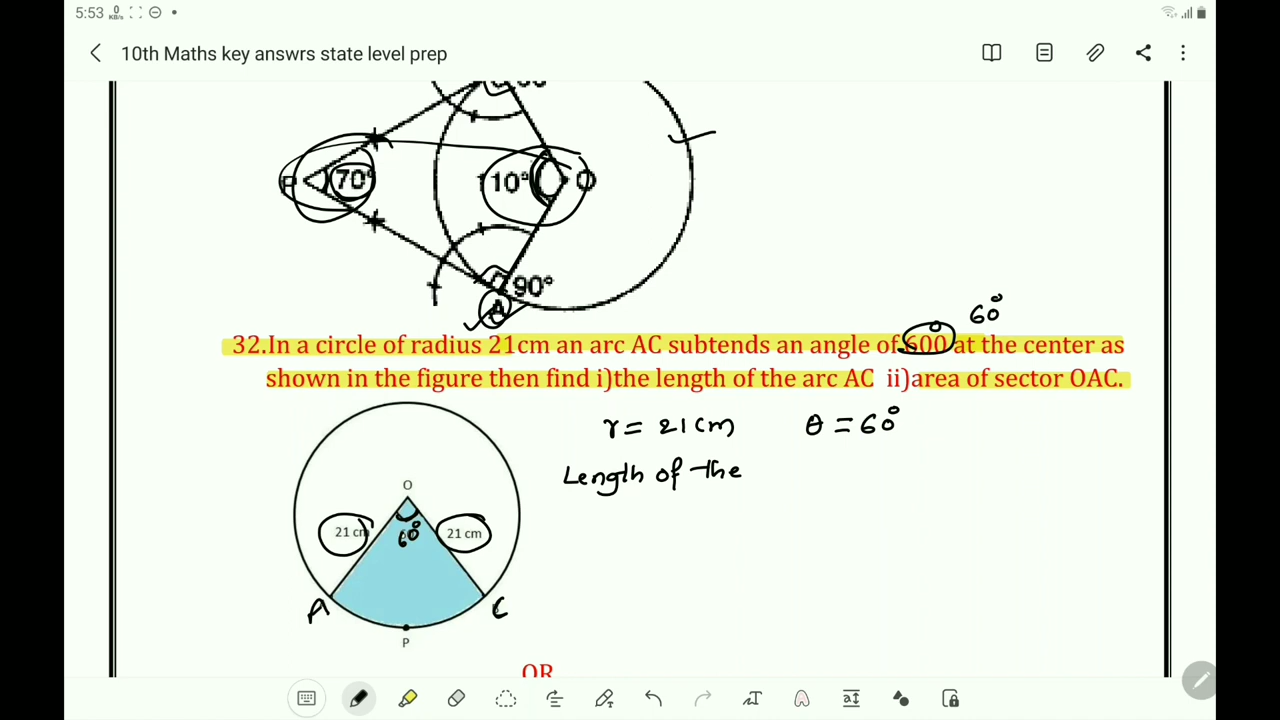 5:53 0 KB/s
10th Maths key answrs state level prep
P 70° 10° O
90°
A
60°
32.In a circle of radius 21cm an arc AC subtends an angle of 600 at the center as
shown in the figure then find i)the length of the arc AC ii)area of sector OAC.
r = 21cm θ = 60°
Length of the
O
21 cm 60° 21 cm
A C
P
OR